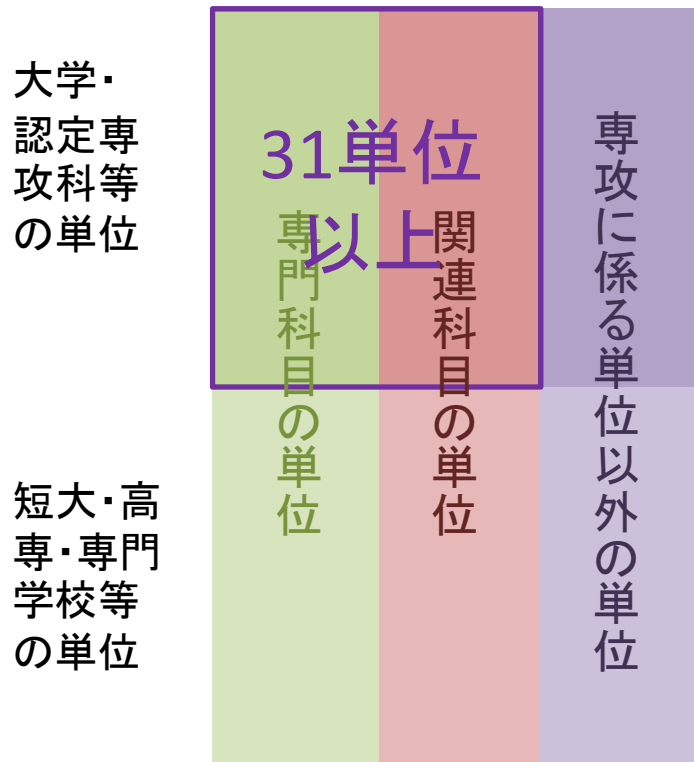 大学・
認定専
攻科等
の単位
31単位
以上
専門科目の単位
関連科目の単位
専攻に係る単位以外の単位
短大・高
専・専門
学校等
の単位